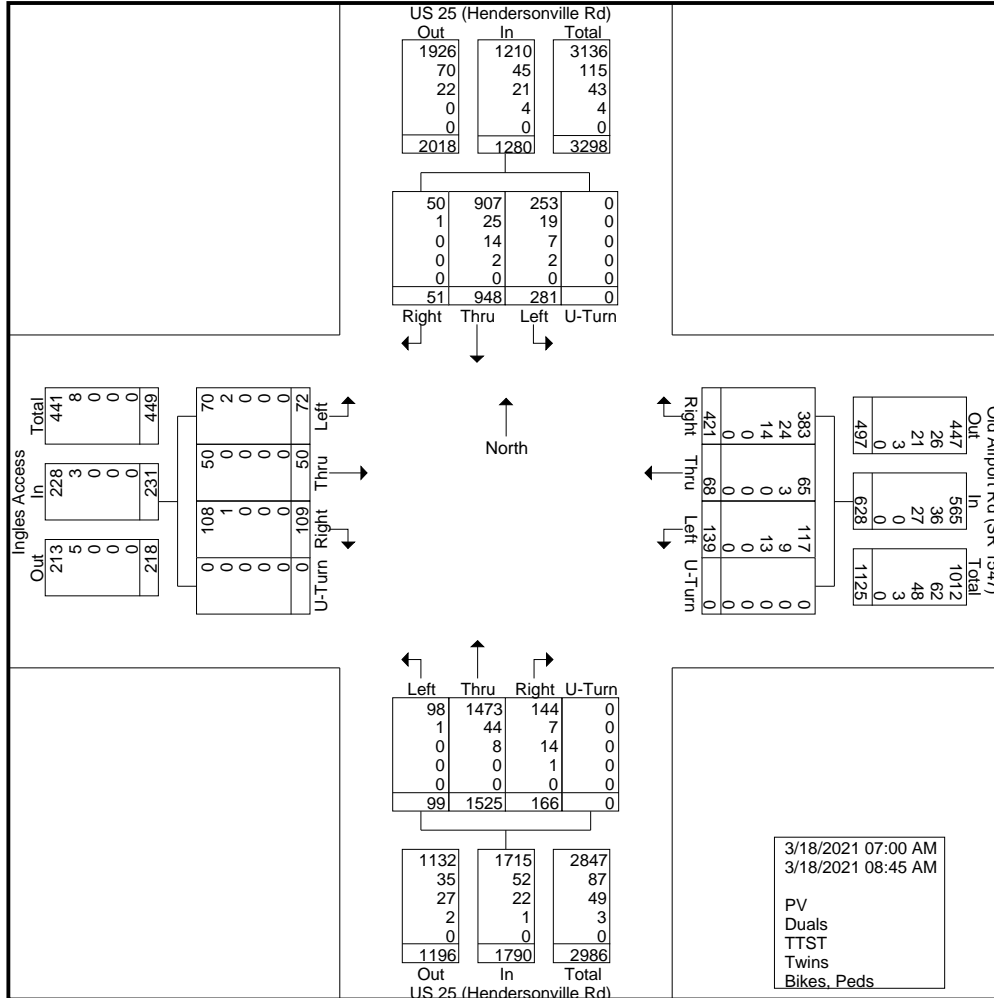 US 25 (Hendersonville Rd)
Out In Total
1926 1210 3136
70 45 115
22 21 43
0 4 4
0 0 0
2018 1280 3298
50 907 253 0
1 25 19 0
0 14 7 0
0 2 2 0
0 0 0 0
51 948 281 0
Right Thru Left U-Turn
North
Ingles Access
Total In Out
441 228 213
8 3 5
0 0 0
0 0 0
0 0 0
449 231 218
70 50 108 0
2 0 1 0
0 0 0 0
0 0 0 0
0 0 0 0
72 50 109 0
Left Thru Right U-Turn
Old Airport Rd (SR 1547)
Out In Total
447 565 1012
26 36 62
21 27 48
3 0 3
0 0 0
497 628 1125
383 65 117 0
24 3 9 0
14 0 13 0
0 0 0 0
0 0 0 0
421 68 139 0
Right Thru Left U-Turn
Left Thru Right U-Turn
98 1473 144 0
1 44 7 0
0 8 14 0
0 0 1 0
0 0 0 0
99 1525 166 0
1132 1715 2847
35 52 87
27 22 49
2 1 3
0 0 0
1196 1790 2986
Out In Total
US 25 (Hendersonville Rd)
3/18/2021 07:00 AM
3/18/2021 08:45 AM
PV
Duals
TTST
Twins
Bikes, Peds